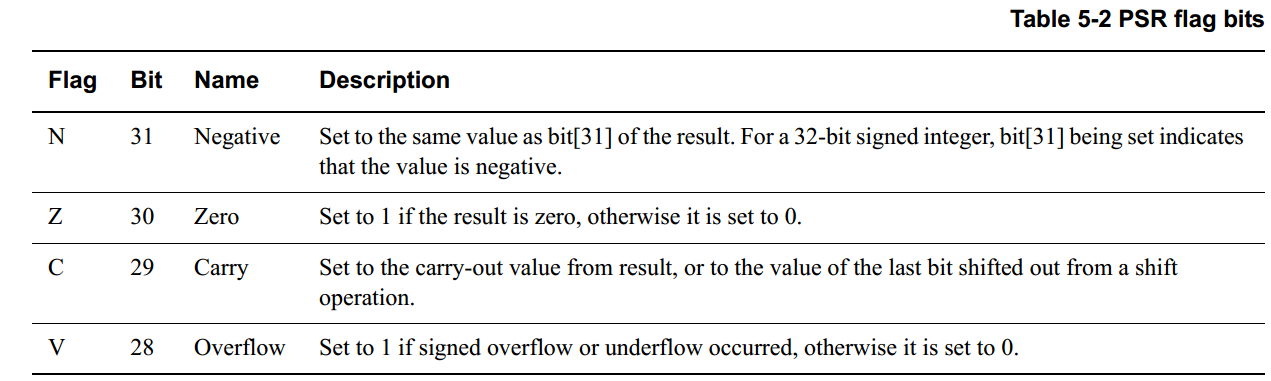 Table 5-2 PSR flag bits
Flag Bit Name Description
N 31 Negative Set to the same value as bit[31] of the result. For a 32-bit signed integer, bit[31] being set indicates
that the value is negative.
Z 30 Zero Set to 1 if the result is zero, otherwise it is set to 0.
C 29 Carry Set to the carry-out value from result, or to the value of the last bit shifted out from a shift
operation.
V 28 Overflow Set to 1 if signed overflow or underflow occurred, otherwise it is set to 0.